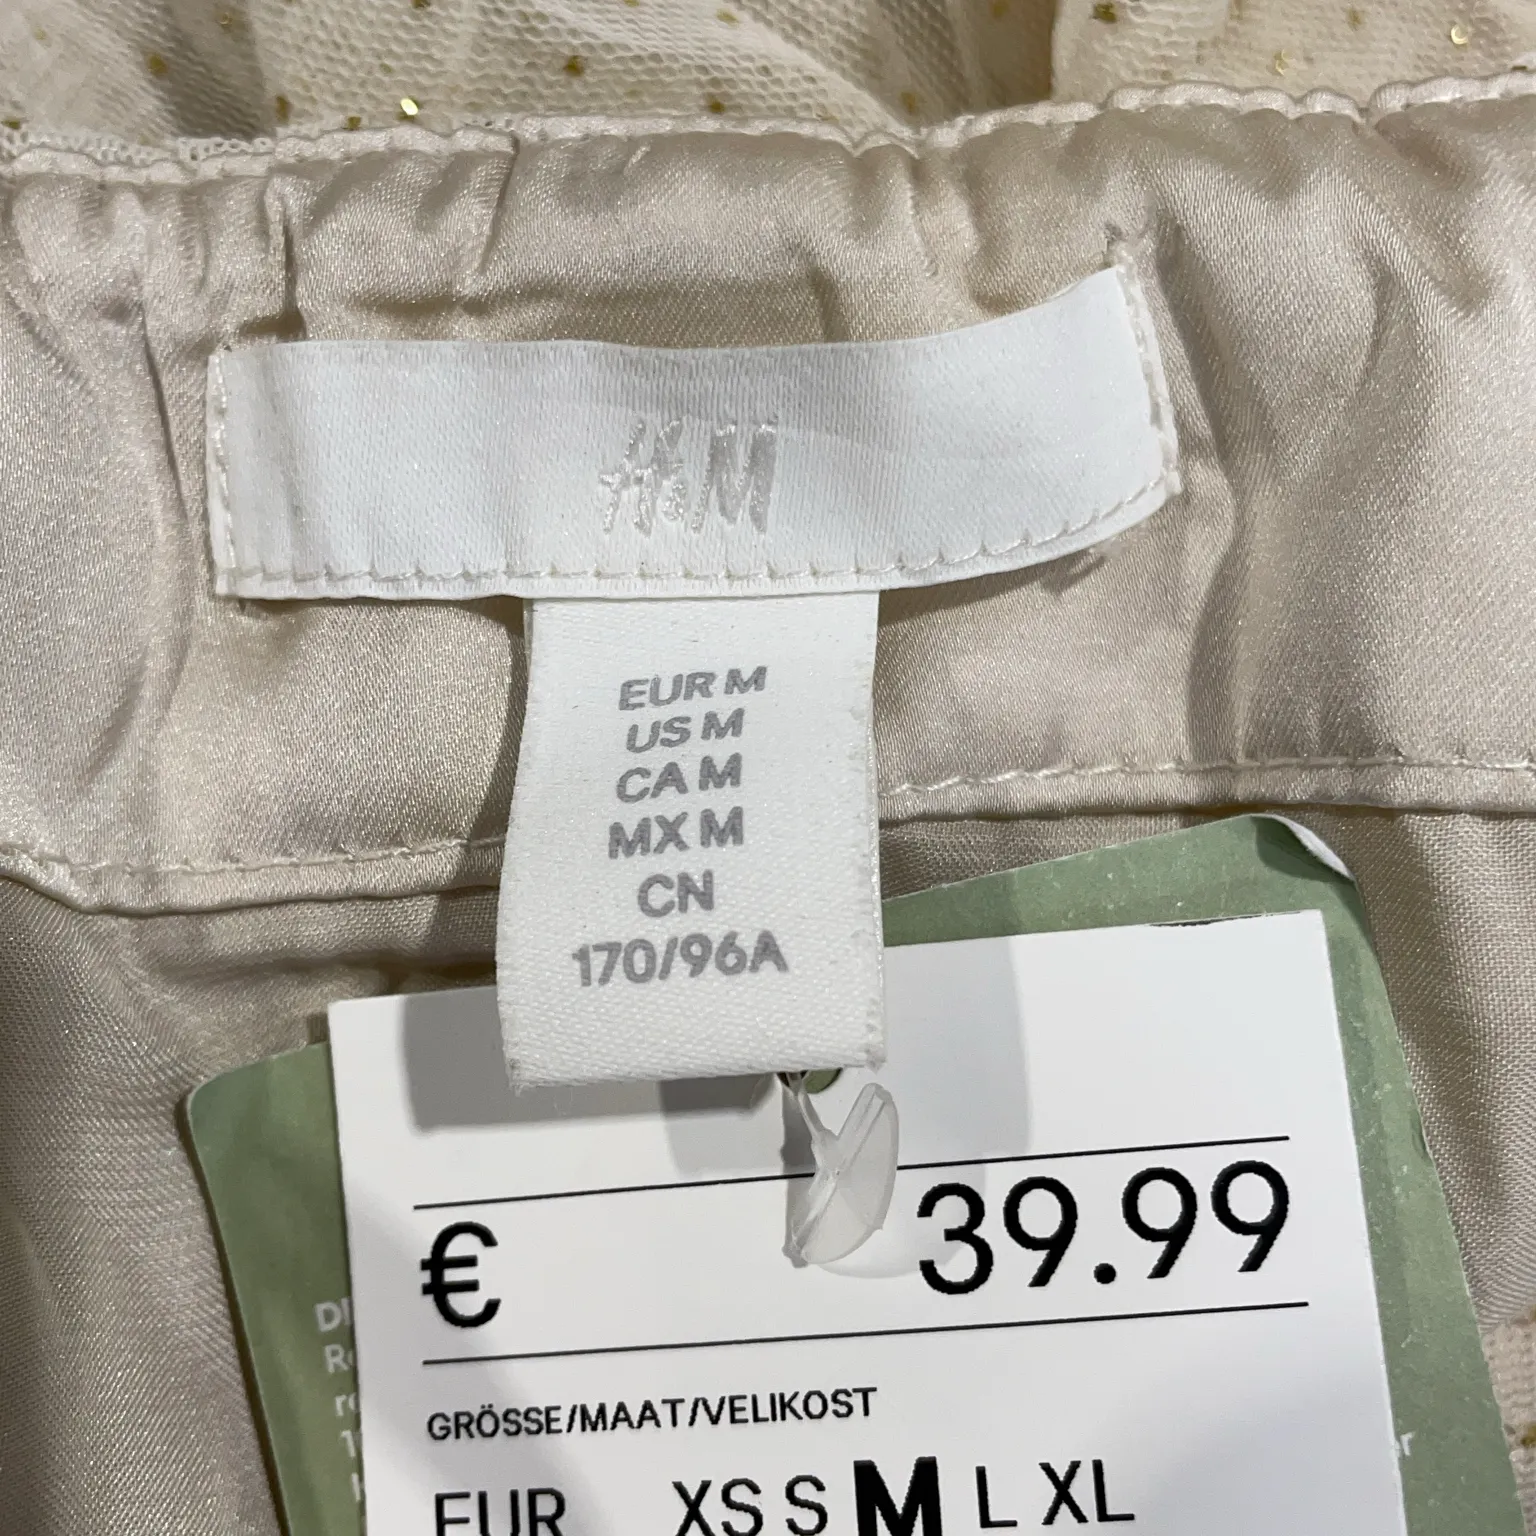 H&M
EUR M
US M
CA M
MX M
CN
170/96A
€ 39.99
GRÖSSE/MAAT/VELIKOST
EUR XS S M L XL